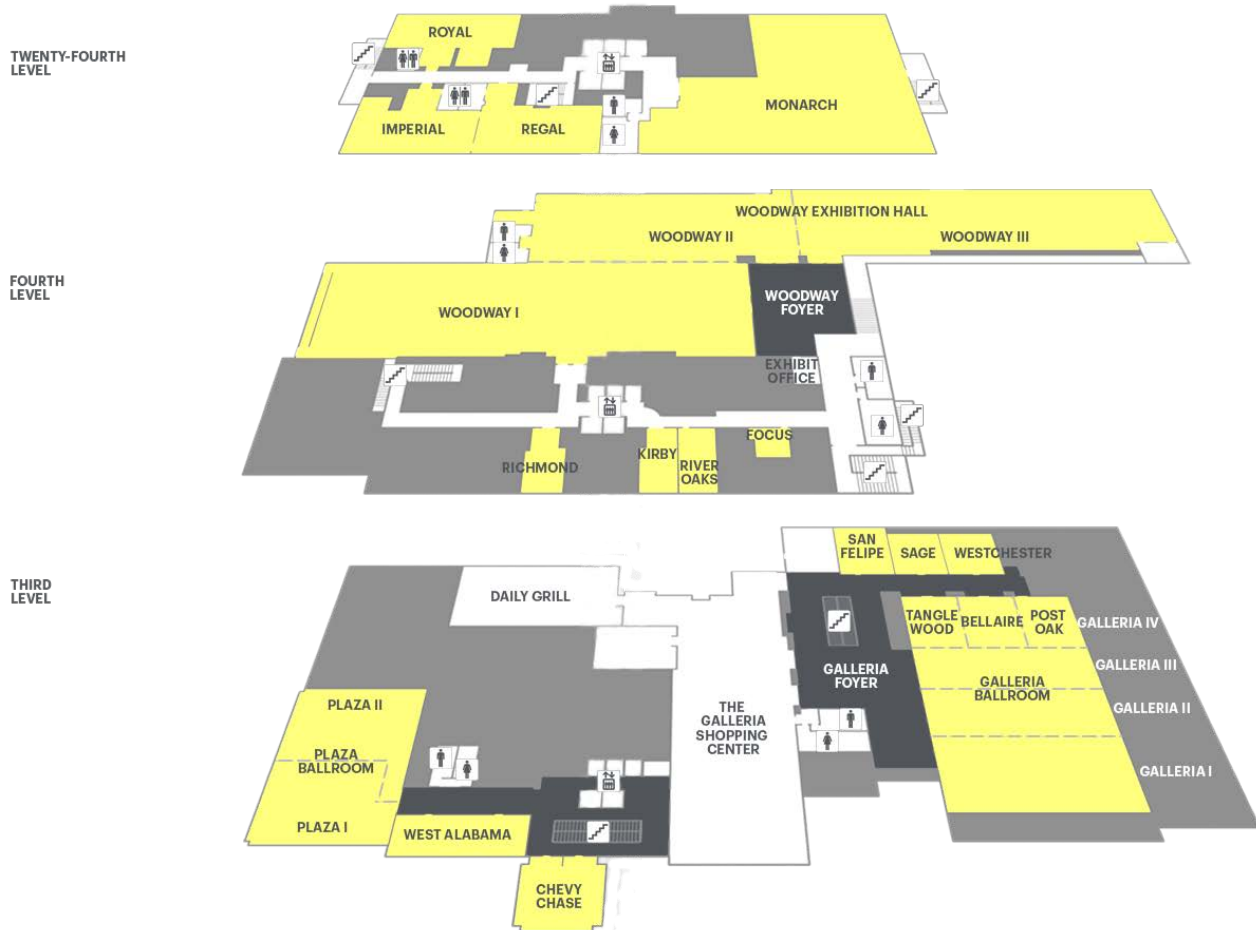 TWENTY-FOURTH
LEVEL
ROYAL
MONARCH
IMPERIAL
REGAL
FOURTH
LEVEL
WOODWAY EXHIBITION HALL
WOODWAY II
WOODWAY III
WOODWAY I
WOODWAY
FOYER
EXHIBIT
OFFICE
FOCUS
RICHMOND
KIRBY
RIVER
OAKS
THIRD
LEVEL
SAN
FELIPE
SAGE
WESTCHESTER
DAILY GRILL
TANGLE
WOOD
BELLAIRE
POST
OAK
GALLERIA IV
GALLERIA III
GALLERIA
FOYER
GALLERIA
BALLROOM
GALLERIA II
GALLERIA I
THE
GALLERIA
SHOPPING
CENTER
PLAZA II
PLAZA
BALLROOM
PLAZA I
WEST ALABAMA
CHEVY
CHASE